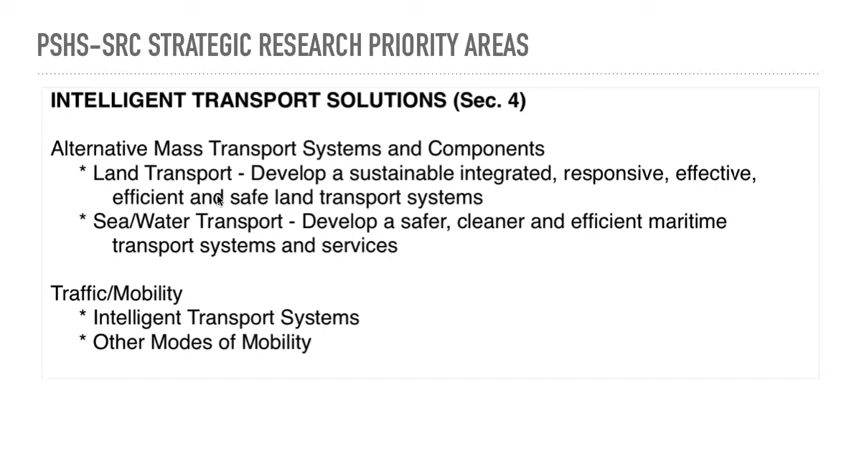 PSHS-SRC STRATEGIC RESEARCH PRIORITY AREAS
INTELLIGENT TRANSPORT SOLUTIONS (Sec. 4)
Alternative Mass Transport Systems and Components
* Land Transport - Develop a sustainable integrated, responsive, effective,
efficient and safe land transport systems
* Sea/Water Transport - Develop a safer, cleaner and efficient maritime
transport systems and services
Traffic/Mobility
* Intelligent Transport Systems
* Other Modes of Mobility